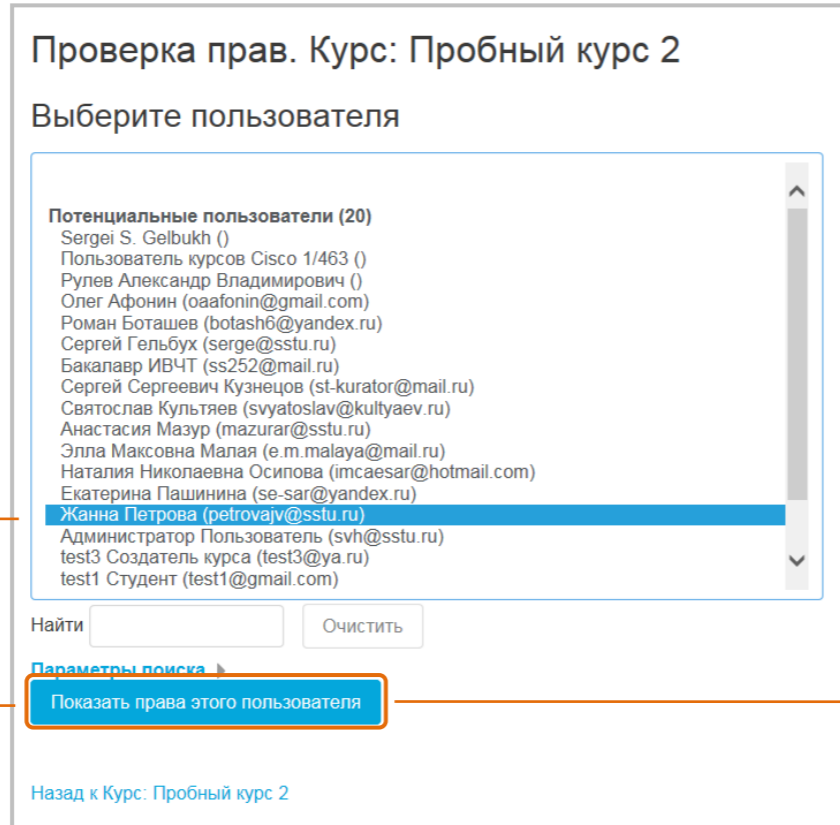 Проверка прав. Курс: Пробный курс 2
Выберите пользователя
Потенциальные пользователи (20)
Sergei S. Gelbukh ()
Пользователь курсов Cisco 1/463 ()
Рулев Александр Владимирович ()
Олег Афонин (oaafonin@gmail.com)
Роман Боташев (botash6@yandex.ru)
Сергей Гельбух (serge@sstu.ru)
Бакалавр ИВЧТ (ss252@mail.ru)
Сергей Сергеевич Кузнецов (st-kurator@mail.ru)
Святослав Культяев (svyatoslav@kultyaev.ru)
Анастасия Мазур (mazurar@sstu.ru)
Элла Максовна Малая (e.m.malaya@mail.ru)
Наталия Николаевна Осипова (imcaesar@hotmail.com)
Екатерина Пашинина (se-sar@yandex.ru)
Жанна Петрова (petrovajv@sstu.ru)
Администратор Пользователь (svh@sstu.ru)
test3 Создатель курса (test3@ya.ru)
test1 Студент (test1@gmail.com)
Найти Очистить
Параметры поиска
Показать права этого пользователя
Назад к Курс: Пробный курс 2